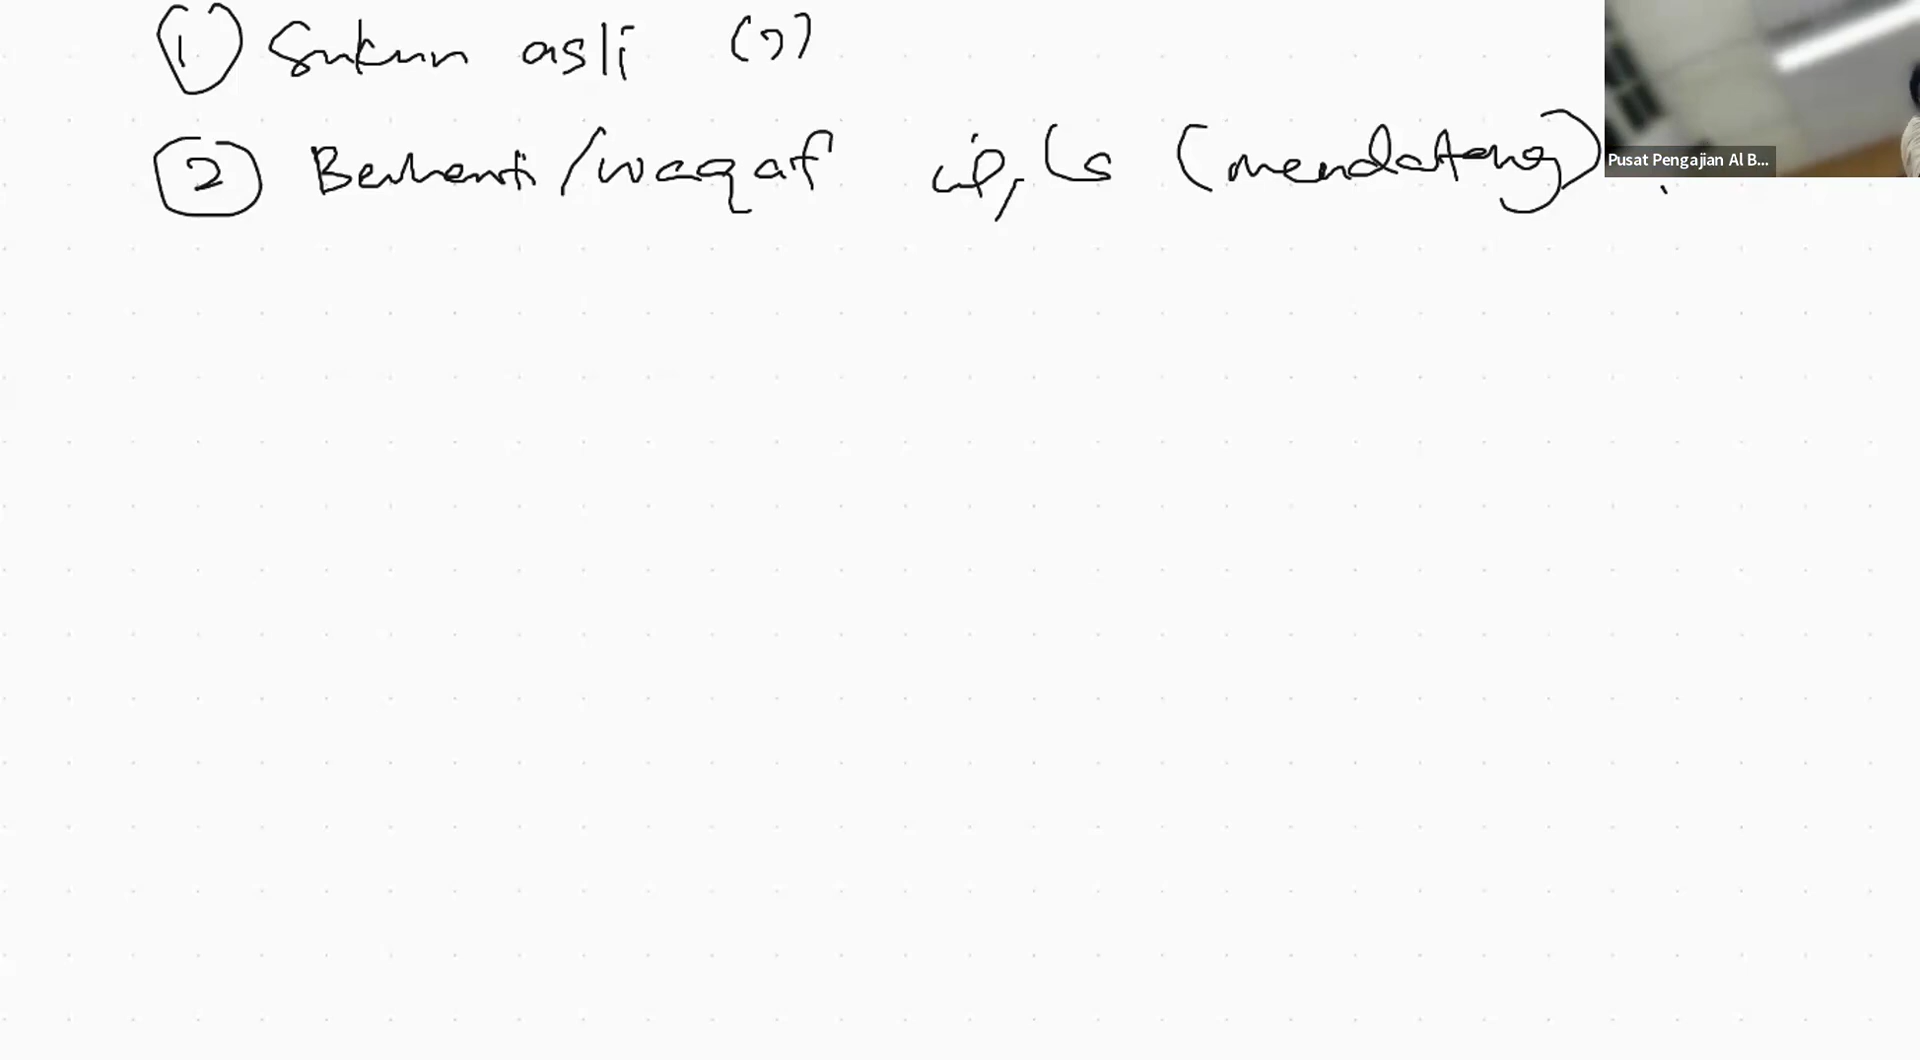 ① Sukun asli
② Berhenti / waqaf (mendatang)
Pusat Pengajian Al B...